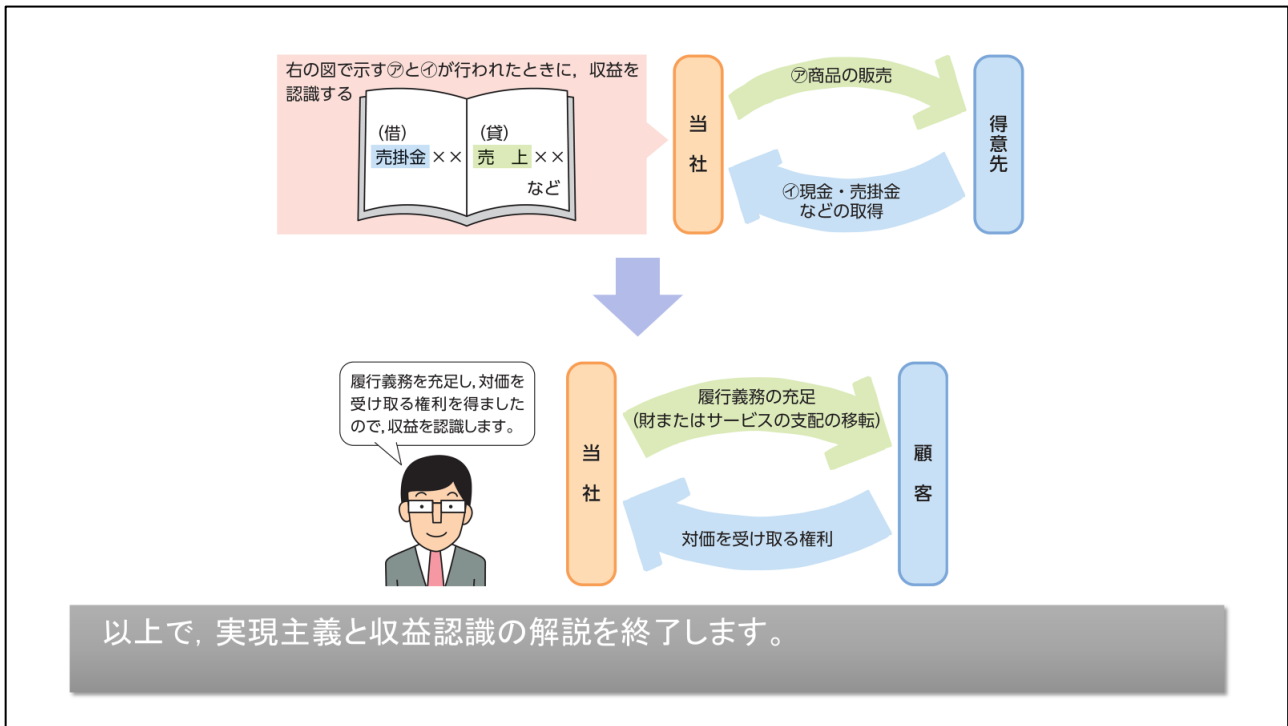 右の図で示す㋐と㋑が行われたときに，収益を
認識する
(借)
売掛金××
(貸)
売　上××
など
当
社
㋐商品の販売
㋑現金・売掛金
などの取得
得
意
先
履行義務を充足し，対価を
受け取る権利を得ました
ので，収益を認識します。
当
社
履行義務の充足
(財またはサービスの支配の移転)
対価を受け取る権利
顧
客
以上で，実現主義と収益認識の解説を終了します。